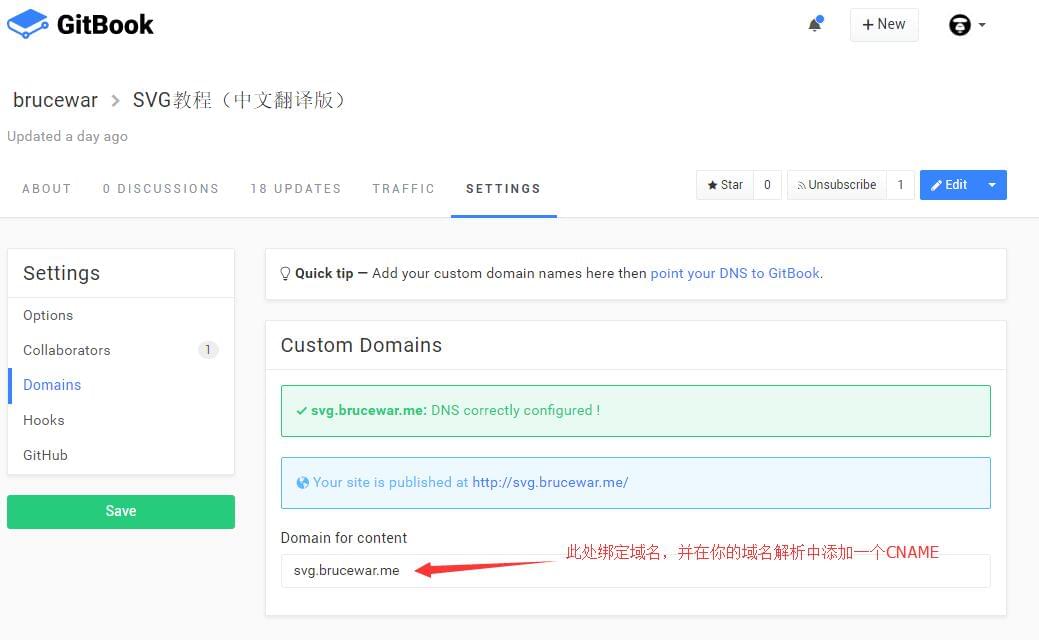 GitBook
+ New
brucewar > SVG教程（中文翻译版）
Updated a day ago
ABOUT 0 DISCUSSIONS 18 UPDATES TRAFFIC SETTINGS Star 0 Unsubscribe 1 Edit
Settings
Options
Collaborators 1
Domains
Hooks
GitHub
Save
Quick tip — Add your custom domain names here then point your DNS to GitBook.
Custom Domains
svg.brucewar.me: DNS correctly configured !
Your site is published at http://svg.brucewar.me/
Domain for content
此处绑定域名，并在你的域名解析中添加一个CNAME
svg.brucewar.me